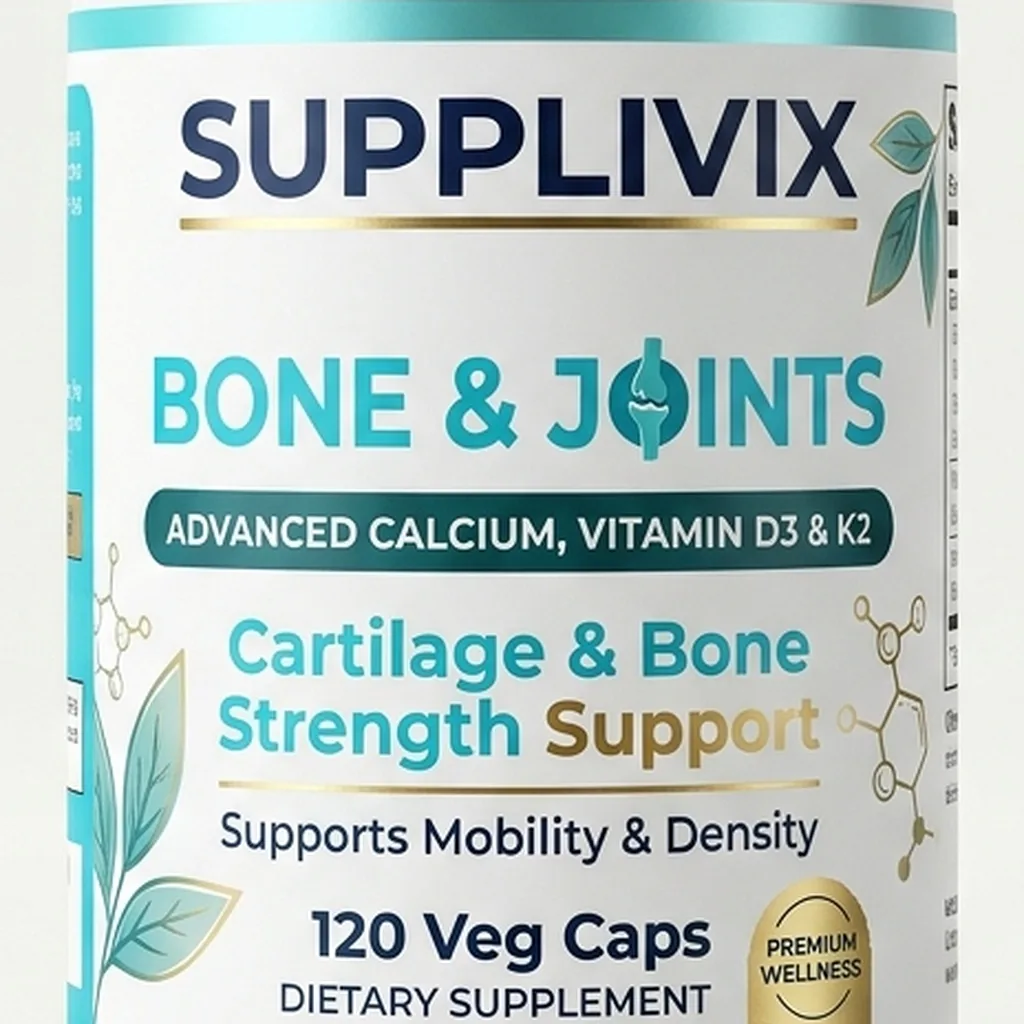 SUPPLIVIX
BONE & JOINTS
ADVANCED CALCIUM, VITAMIN D3 & K2
Cartilage & Bone
Strength Support
Supports Mobility & Density
120 Veg Caps
DIETARY SUPPLEMENT
PREMIUM
WELLNESS